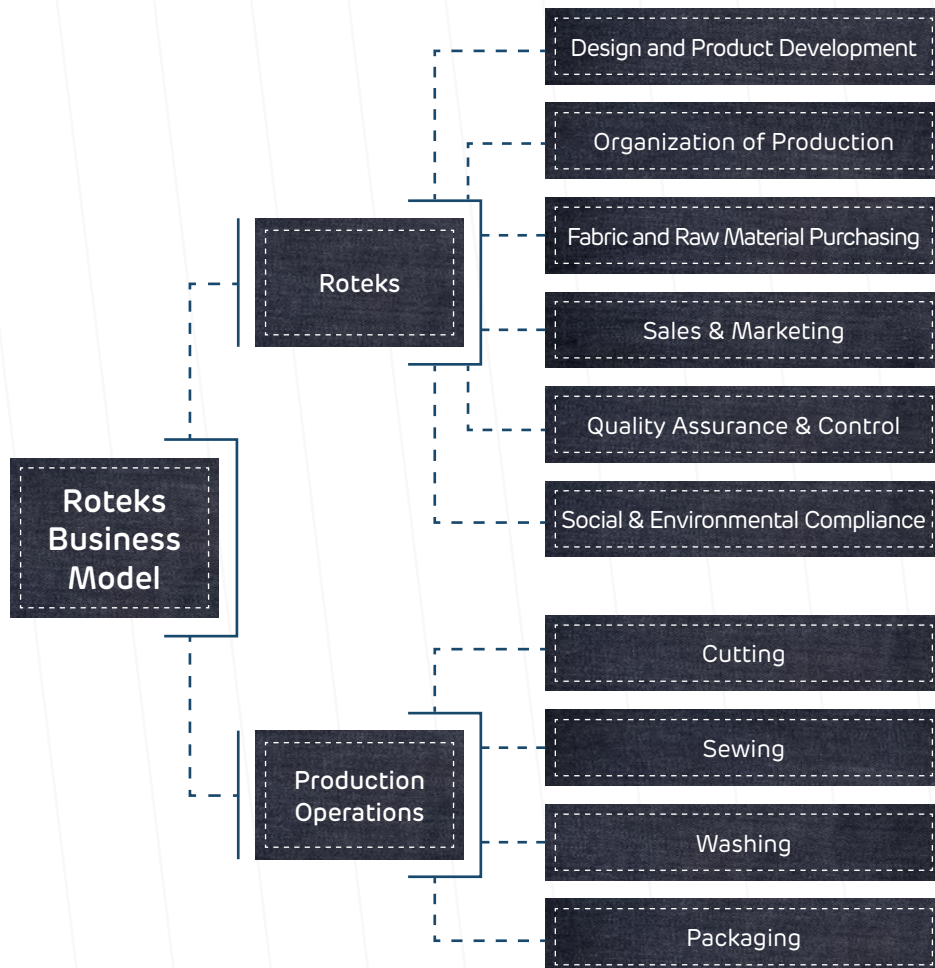 Roteks
Business
Model
Roteks
Design and Product Development
Organization of Production
Fabric and Raw Material Purchasing
Sales & Marketing
Quality Assurance & Control
Social & Environmental Compliance
Production
Operations
Cutting
Sewing
Washing
Packaging